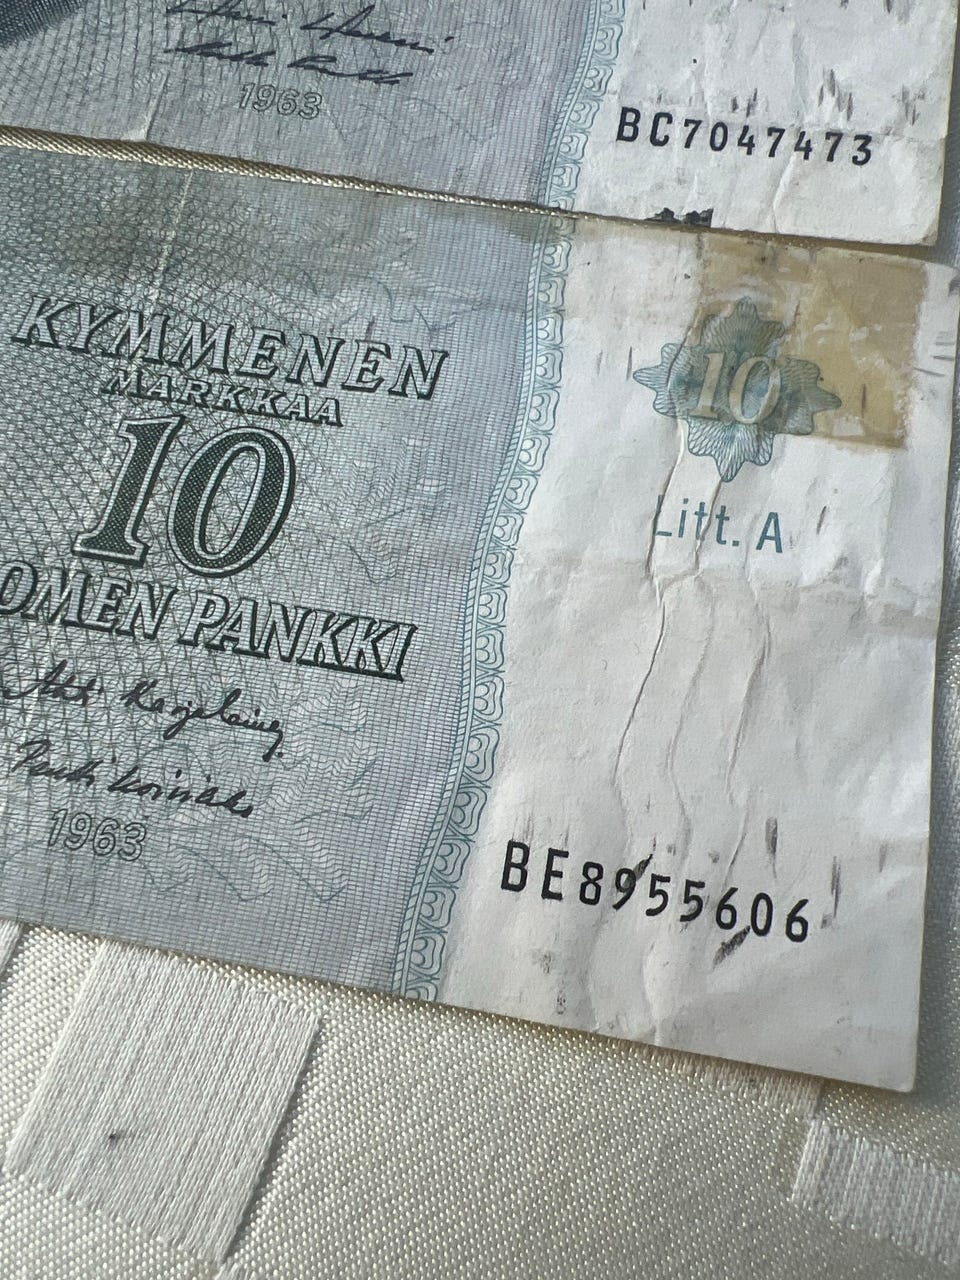 1963
BC7047473
KYMMENEN
MARKKAA
10
OMEN PANKKI
1963
10
Litt. A
BE8955606